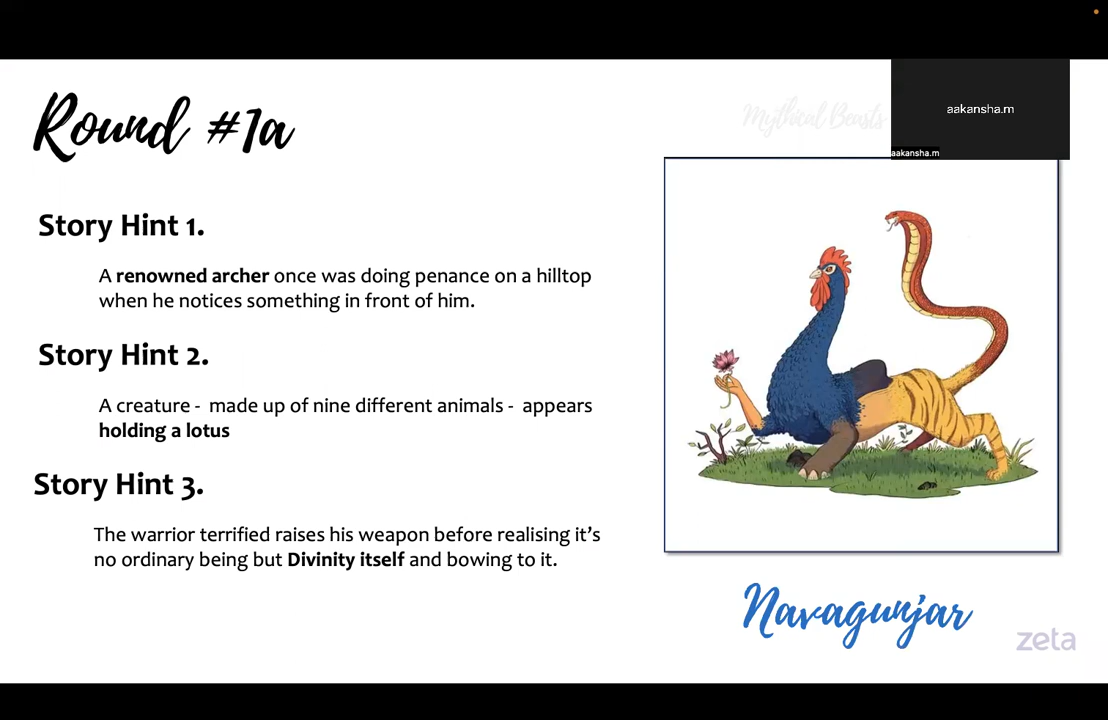 Round #1a
Mythical Beasts
aakansha.m
aakansha.m
Story Hint 1.
A renowned archer once was doing penance on a hilltop
when he notices something in front of him.
Story Hint 2.
A creature - made up of nine different animals - appears
holding a lotus
Story Hint 3.
The warrior terrified raises his weapon before realising it's
no ordinary being but Divinity itself and bowing to it.
Navagunjar
zeta